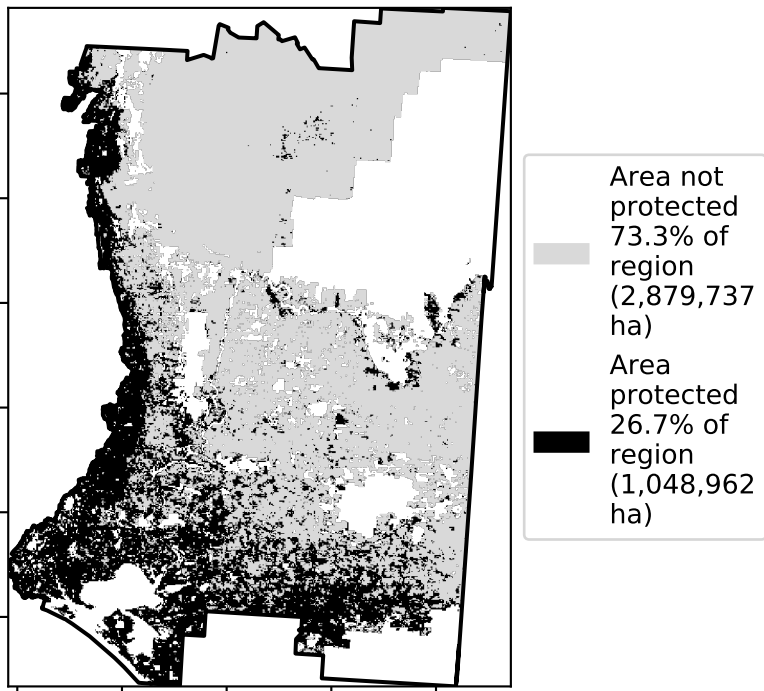 Area not
protected
73.3% of
region
(2,879,737
ha)
Area
protected
26.7% of
region
(1,048,962
ha)